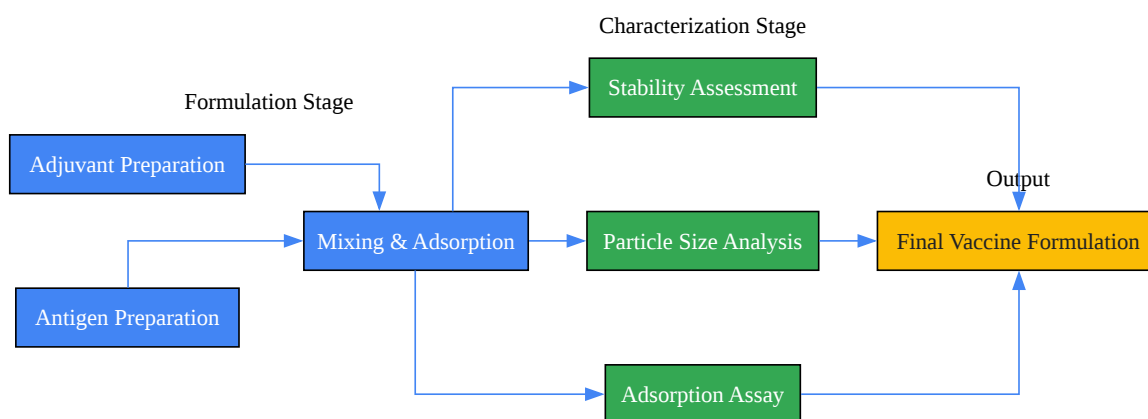 Characterization Stage
Stability Assessment
Formulation Stage
Adjuvant Preparation
Output
Mixing & Adsorption
Particle Size Analysis
Final Vaccine Formulation
Antigen Preparation
Adsorption Assay